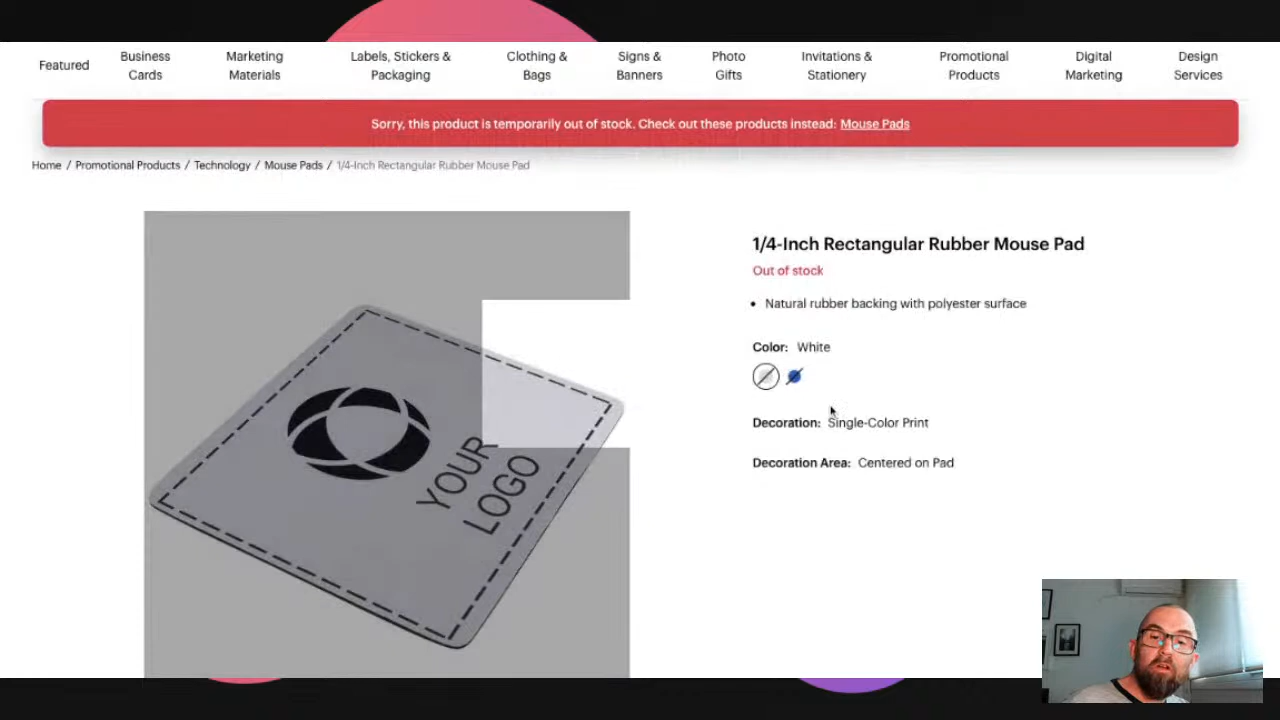 Featured
Business
Cards
Marketing
Materials
Labels, Stickers &
Packaging
Clothing &
Bags
Signs &
Banners
Photo
Gifts
Invitations &
Stationery
Promotional
Products
Digital
Marketing
Design
Services
Sorry, this product is temporarily out of stock. Check out these products instead: Mouse Pads
Home / Promotional Products / Technology / Mouse Pads / 1/4-Inch Rectangular Rubber Mouse Pad
1/4-Inch Rectangular Rubber Mouse Pad
Out of stock
• Natural rubber backing with polyester surface
Color: White
Decoration: Single-Color Print
Decoration Area: Centered on Pad
YOUR
LOGO